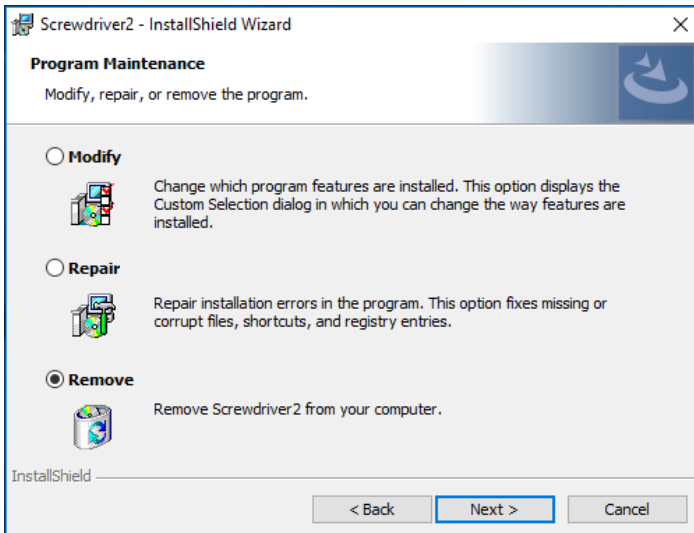 Screwdriver2 - InstallShield Wizard
Program Maintenance
Modify, repair, or remove the program.
Modify
Change which program features are installed. This option displays the
Custom Selection dialog in which you can change the way features are
installed.
Repair
Repair installation errors in the program. This option fixes missing or
corrupt files, shortcuts, and registry entries.
Remove
Remove Screwdriver2 from your computer.
InstallShield
< Back
Next >
Cancel